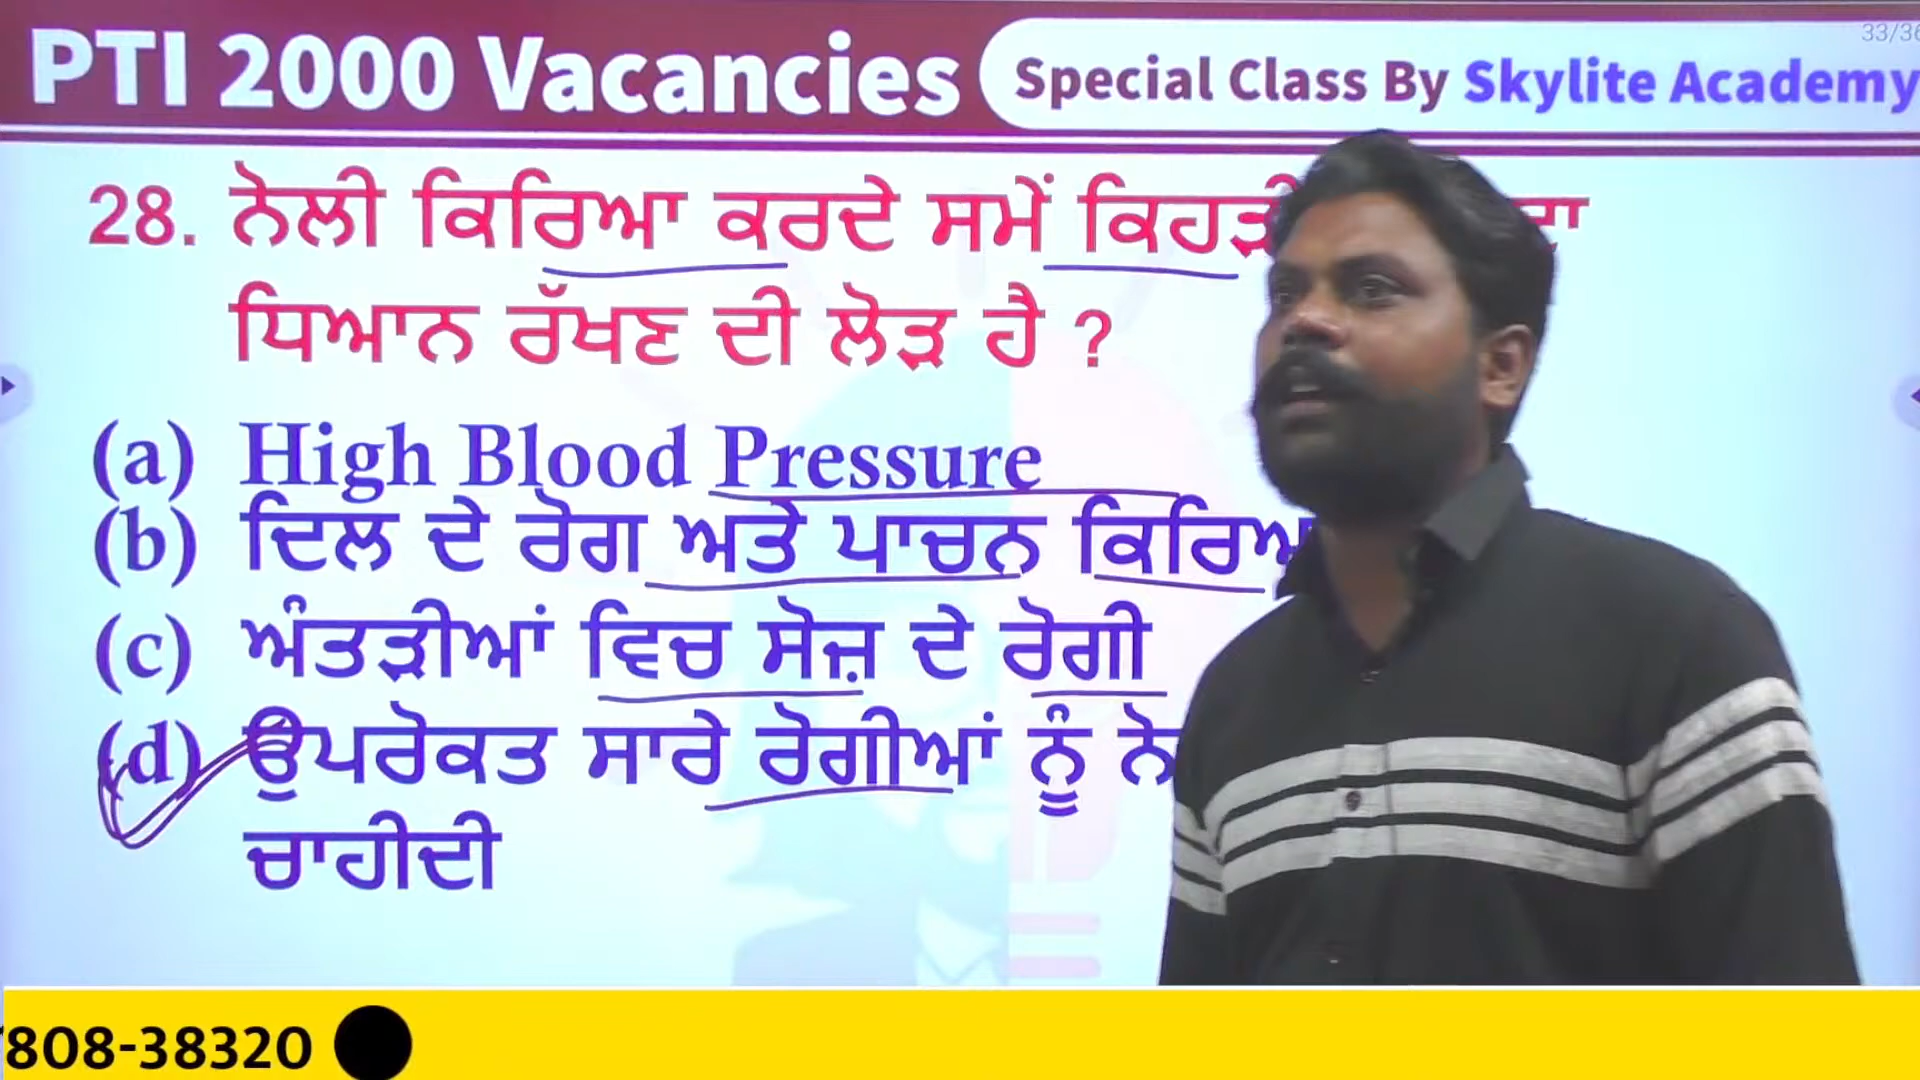 PTI 2000 Vacancies
Special Class By Skylite Academy
28. ਨੋਲੀ ਕਿਰਿਆ ਕਰਦੇ ਸਮੇਂ
ਧਿਆਨ ਰੱਖਣ ਦੀ ਲੋੜ ਹੈ ?
(a) High Blood Pressure
(b) ਦਿਲ ਦੇ ਰੋਗ ਅਤੇ ਪਾਚਨ
(c) ਅੰਤੜੀਆਂ ਵਿਚ ਸੋਜ਼ ਦੇ ਰੋਗੀ
(d) ਉਪਰੋਕਤ ਸਾਰੇ ਰੋਗੀਆਂ ਨੂੰ
ਚਾਹੀਦੀ
808-38320